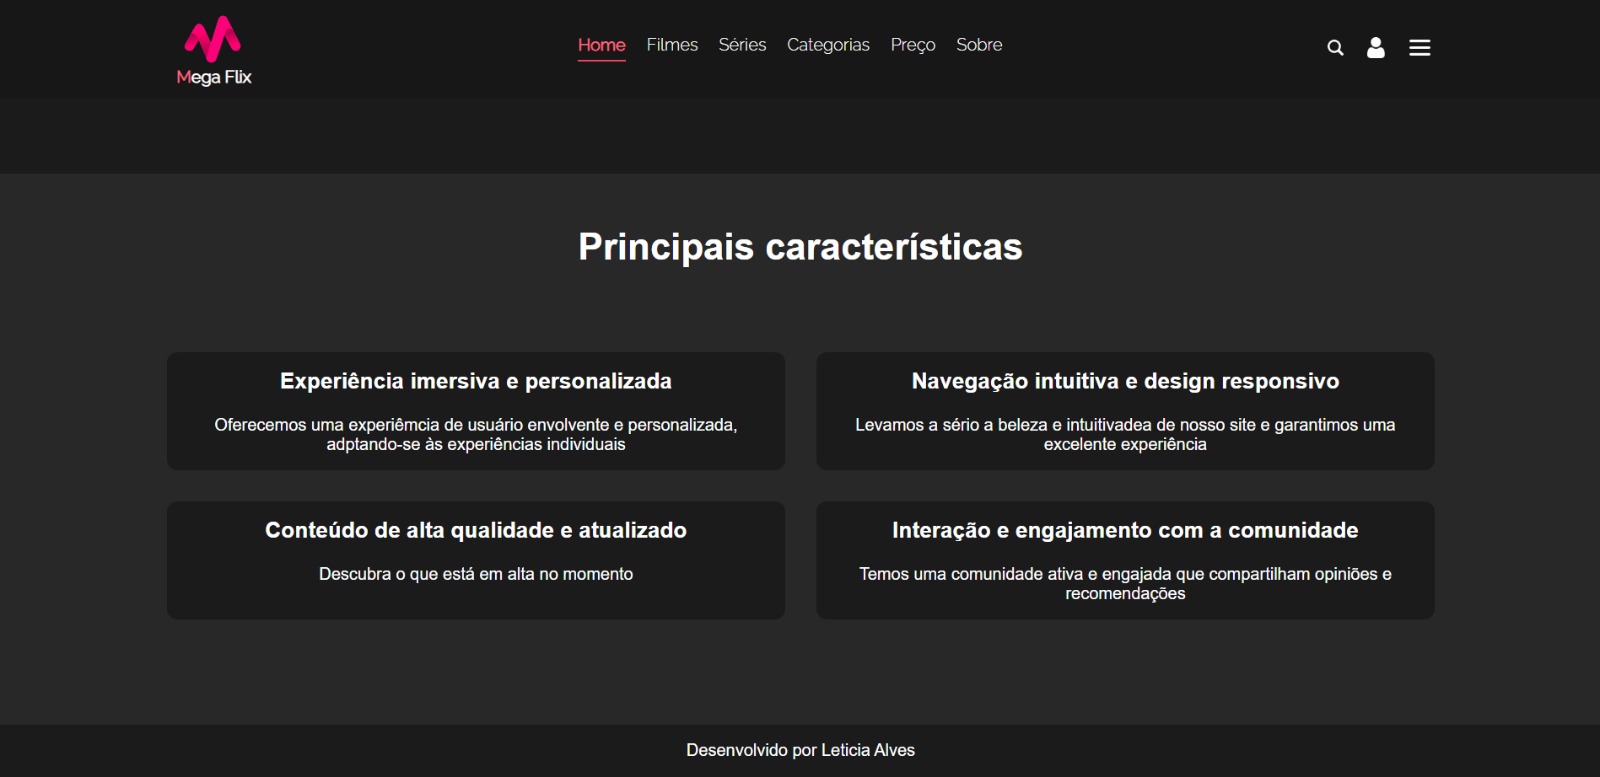 Mega Flix
Home Filmes Séries Categorias Preço Sobre
Principais características
Experiência imersiva e personalizada
Oferecemos uma experiêmcia de usuário envolvente e personalizada,
adptando-se às experiências individuais
Navegação intuitiva e design responsivo
Levamos a sério a beleza e intuitivadea de nosso site e garantimos uma
excelente experiência
Conteúdo de alta qualidade e atualizado
Descubra o que está em alta no momento
Interação e engajamento com a comunidade
Temos uma comunidade ativa e engajada que compartilham opiniões e
recomendações
Desenvolvido por Leticia Alves